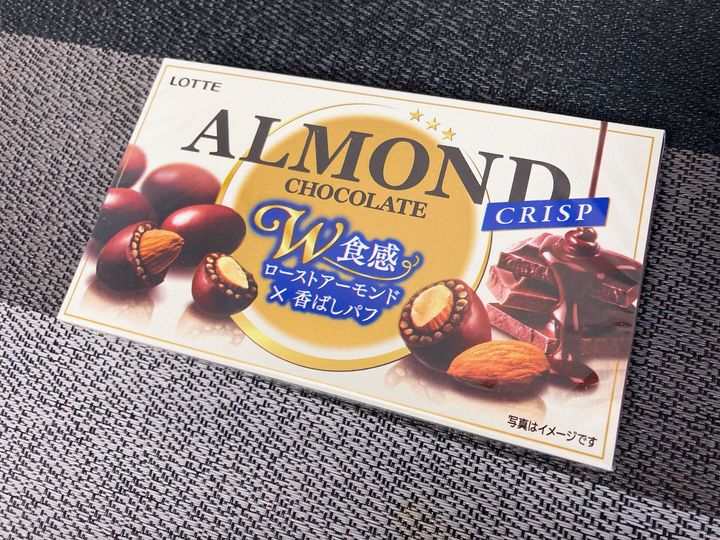 LOTTE
ALMOND
CHOCOLATE
CRISP
W食感
ローストアーモンド
×香ばしパフ
写真はイメージです